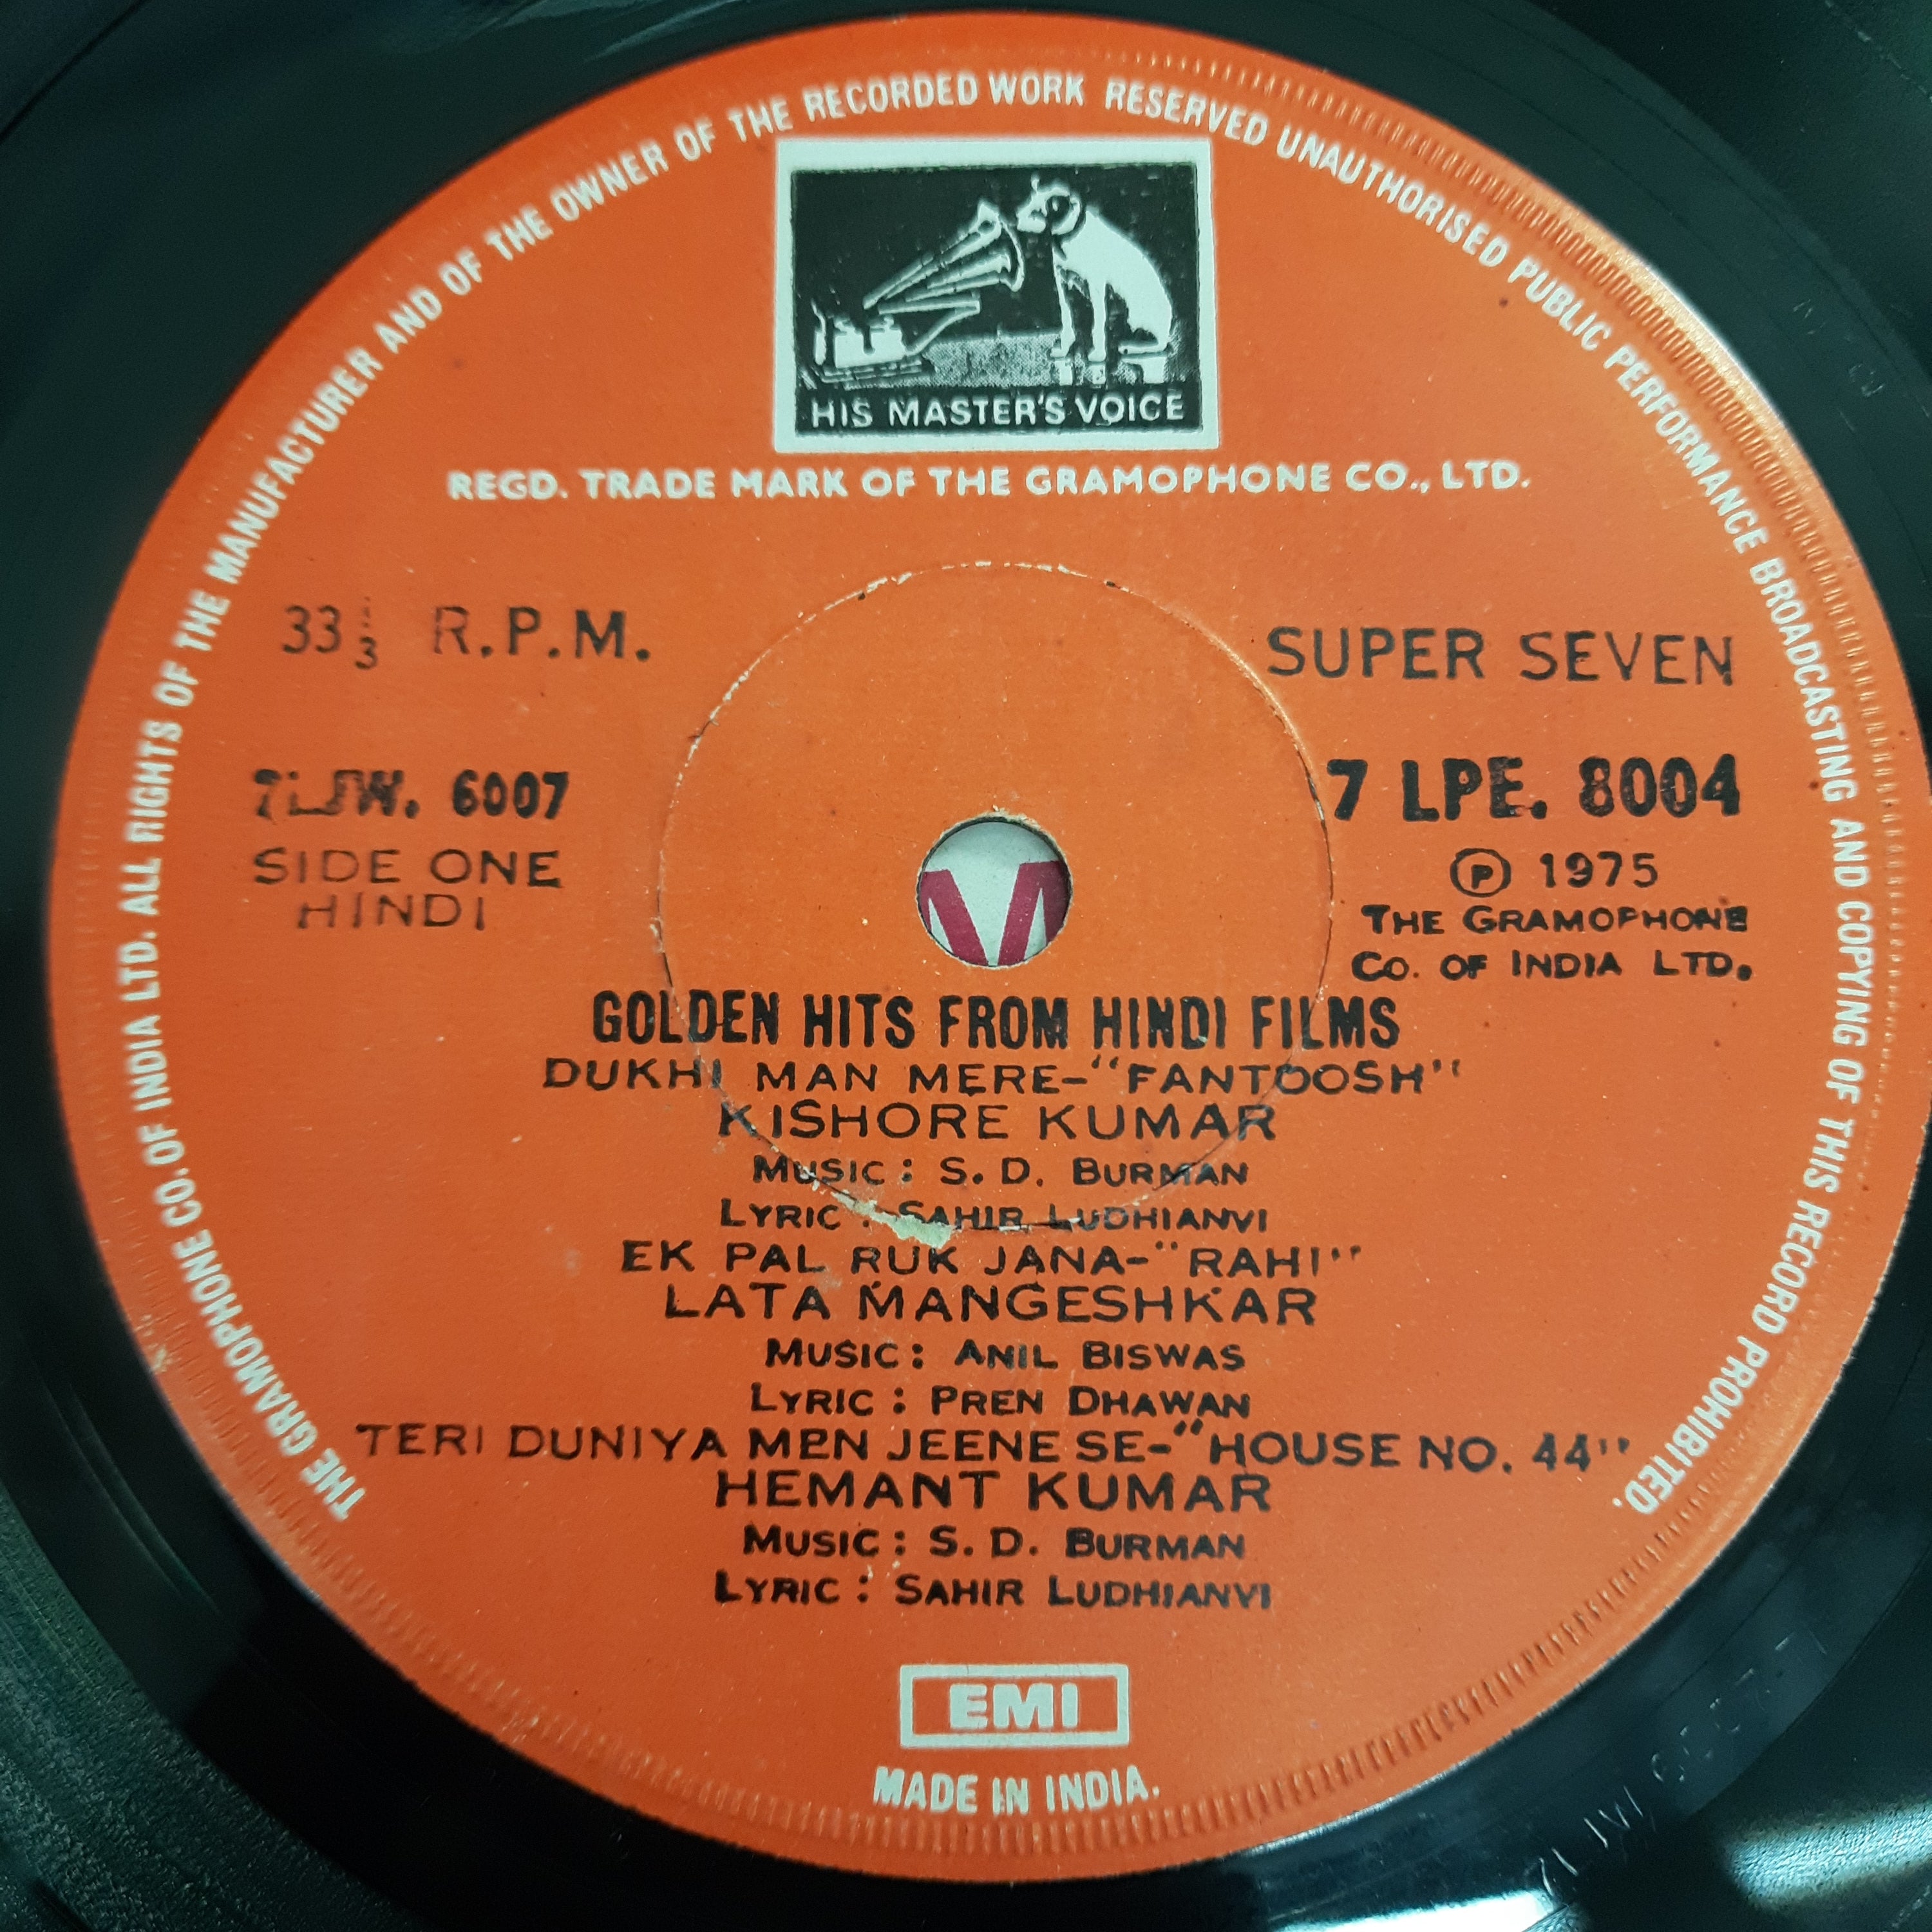 THE GRAMOPHONE CO. OF INDIA LTD. ALL RIGHTS OF THE MANUFACTURER AND OF THE OWNER OF THE RECORDED WORK RESERVED UNAUTHORISED PUBLIC PERFORMANCE BROADCASTING AND COPYING OF THIS RECORD PROHIBITED.
HIS MASTER'S VOICE
REGD. TRADE MARK OF THE GRAMOPHONE CO., LTD.
33 1/3 R.P.M.
SUPER SEVEN
6007
7 LPE. 8004
SIDE ONE
HINDI
℗ 1975
THE GRAMOPHONE
CO. OF INDIA LTD.
GOLDEN HITS FROM HINDI FILMS
DUKHI MAN MERE-"FANTOOSH"
KISHORE KUMAR
MUSIC: S. D. BURMAN
LYRIC: SAHIR LUDHIANVI
EK PAL RUK JANA-"RAHI"
LATA MANGESHKAR
MUSIC: ANIL BISWAS
LYRIC: PREN DHAWAN
TERI DUNIYA MEN JEENE SE-"HOUSE NO. 44"
HEMANT KUMAR
MUSIC: S. D. BURMAN
LYRIC: SAHIR LUDHIANVI
EMI
MADE IN INDIA.